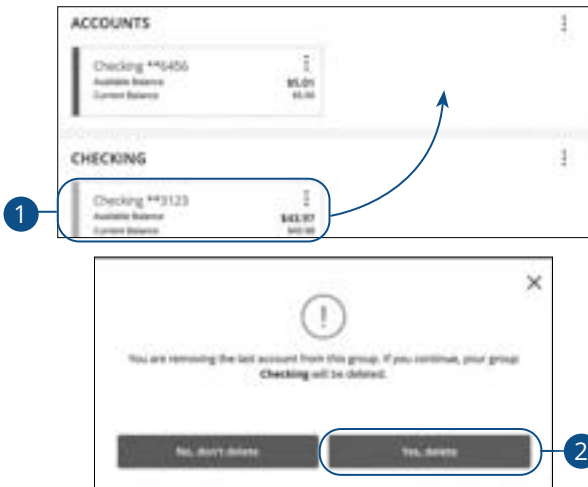 ACCOUNTS
Checking **6456
Available Balance $5.01
Current Balance $5.00
CHECKING
1
Checking **3123
Available Balance $43.97
Current Balance
You are removing the last account from this group. If you continue, your group
Checking will be deleted.
No, don't delete Yes, delete 2